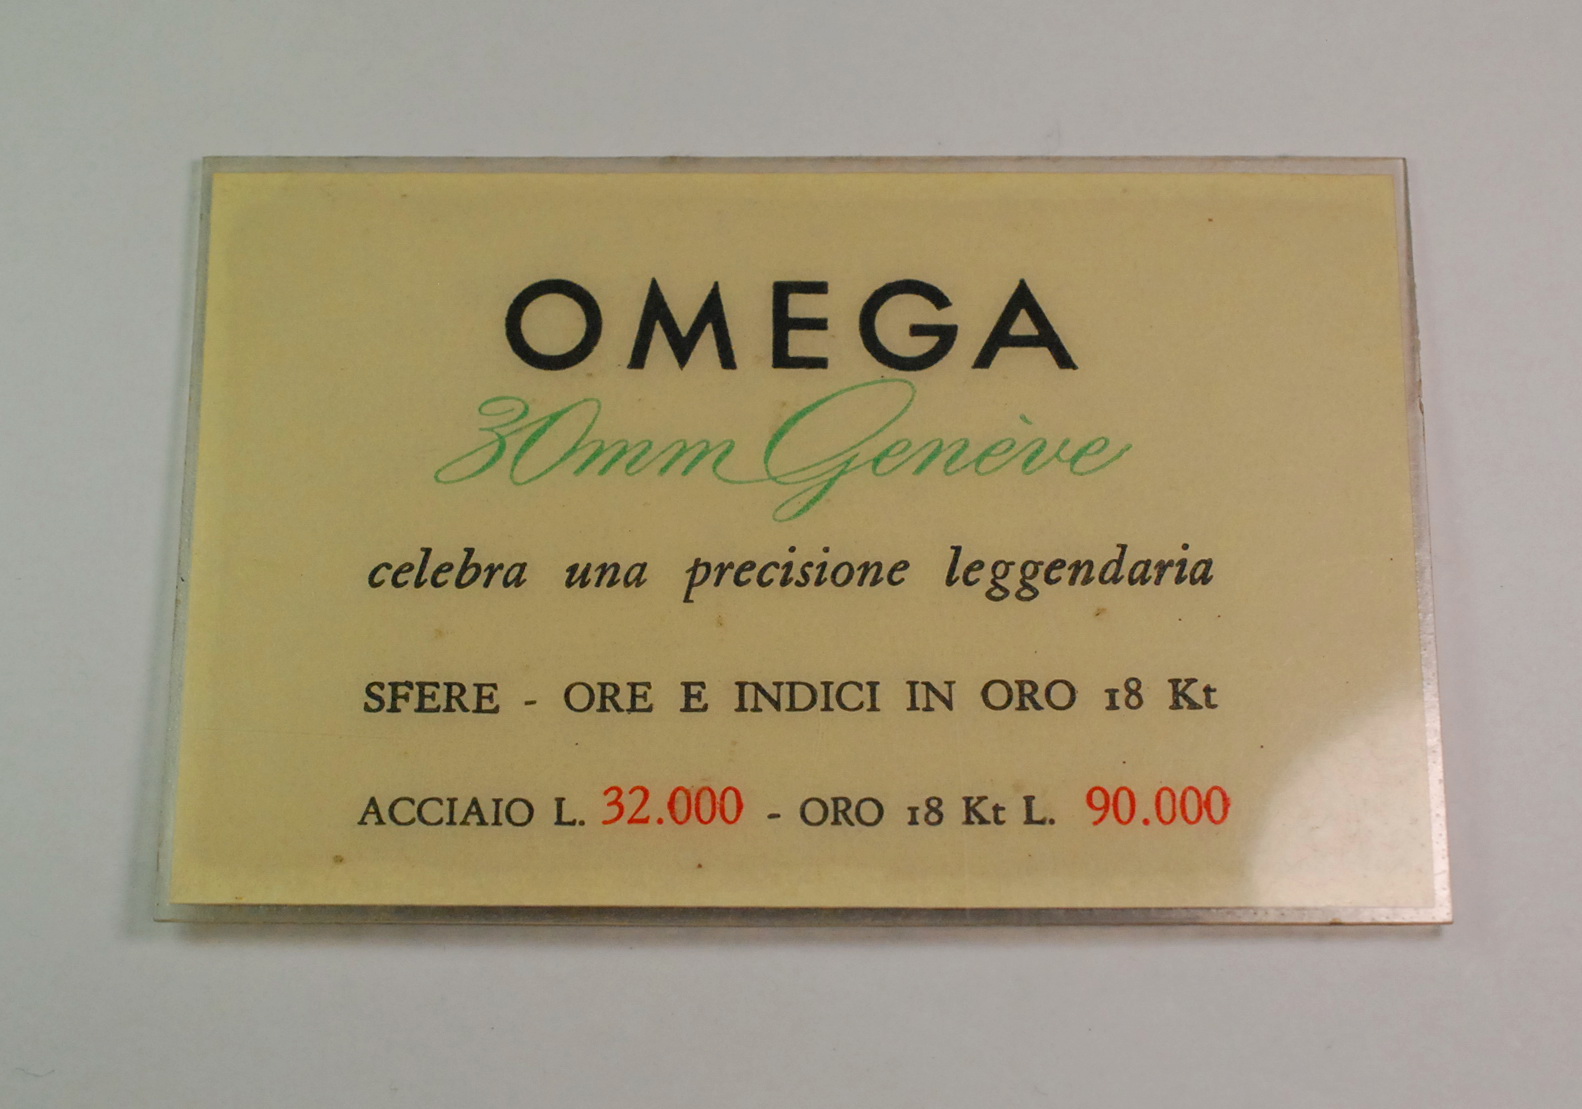 OMEGA
30mm Genève
celebra una precisione leggendaria
SFERE - ORE E INDICI IN ORO 18 Kt
ACCIAIO L. 32.000 - ORO 18 Kt L. 90.000